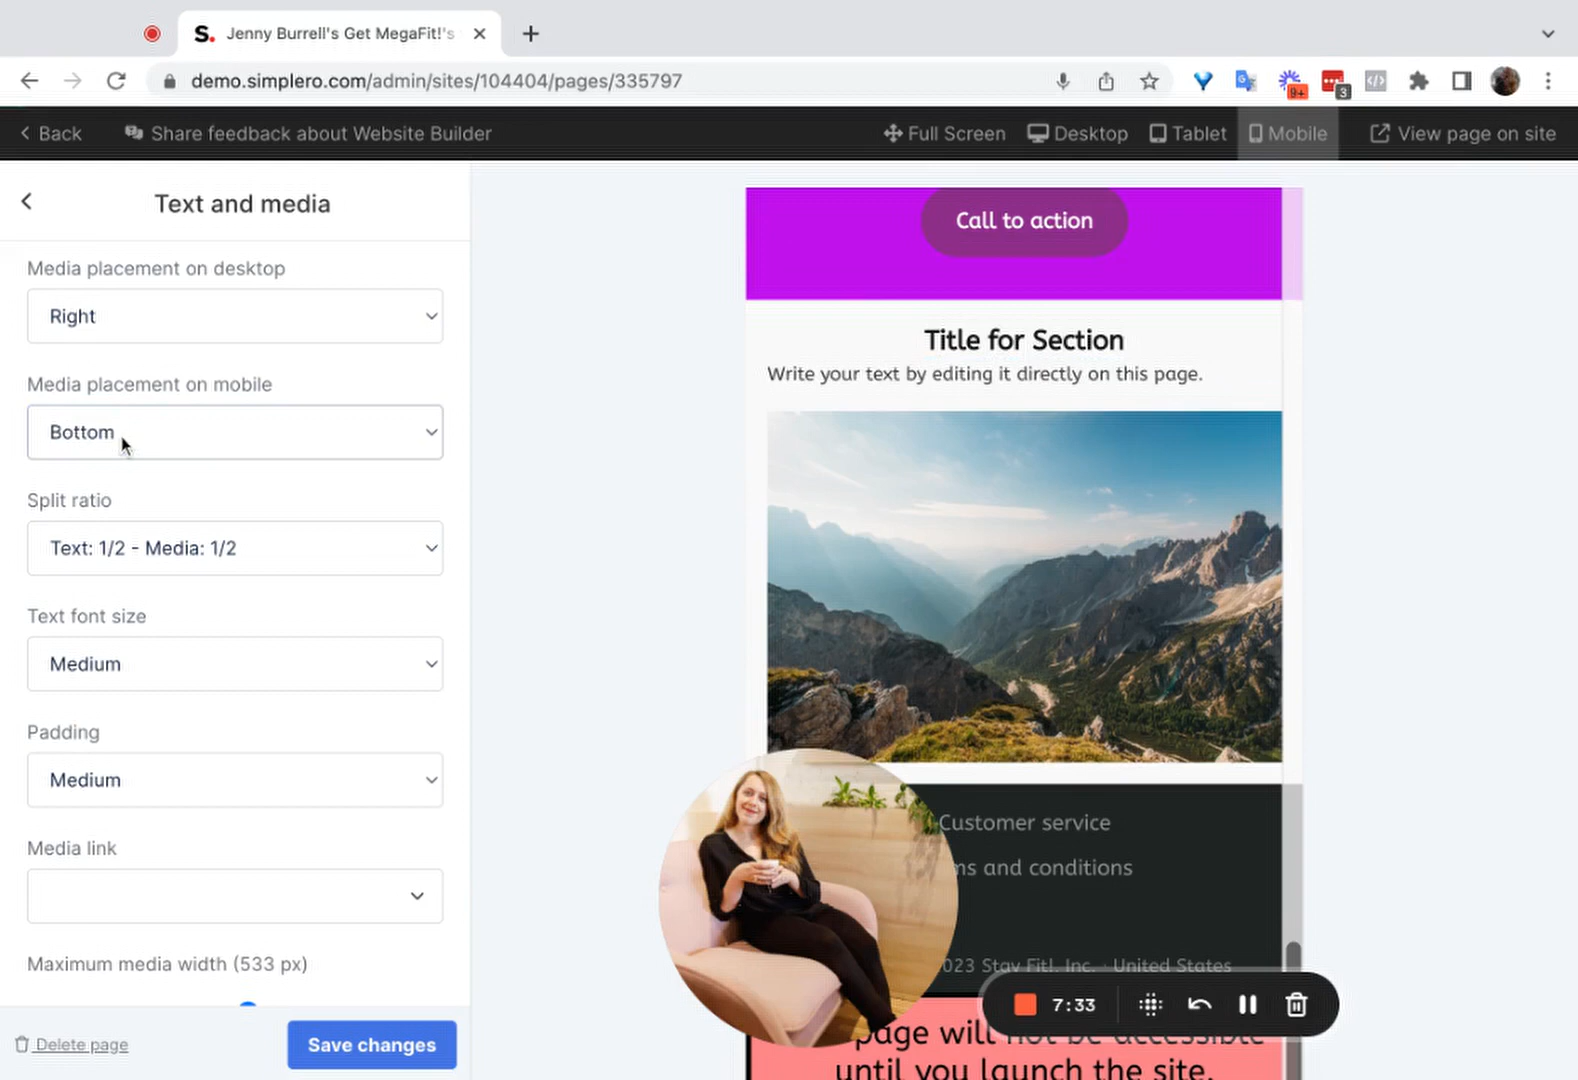 S. Jenny Burrell's Get MegaFit!'s
demo.simplero.com/admin/sites/104404/pages/335797
9+
3
Back
Share feedback about Website Builder
Full Screen
Desktop
Tablet
Mobile
View page on site
Text and media
Media placement on desktop
Right
Media placement on mobile
Bottom
Split ratio
Text: 1/2 - Media: 1/2
Text font size
Medium
Padding
Medium
Media link
Maximum media width (533 px)
Delete page
Save changes
Call to action
Title for Section
Write your text by editing it directly on this page.
Customer service
ms and conditions
023 Stay Fit!, Inc. · United States
7:33
page will not be accessible
until you launch the site.